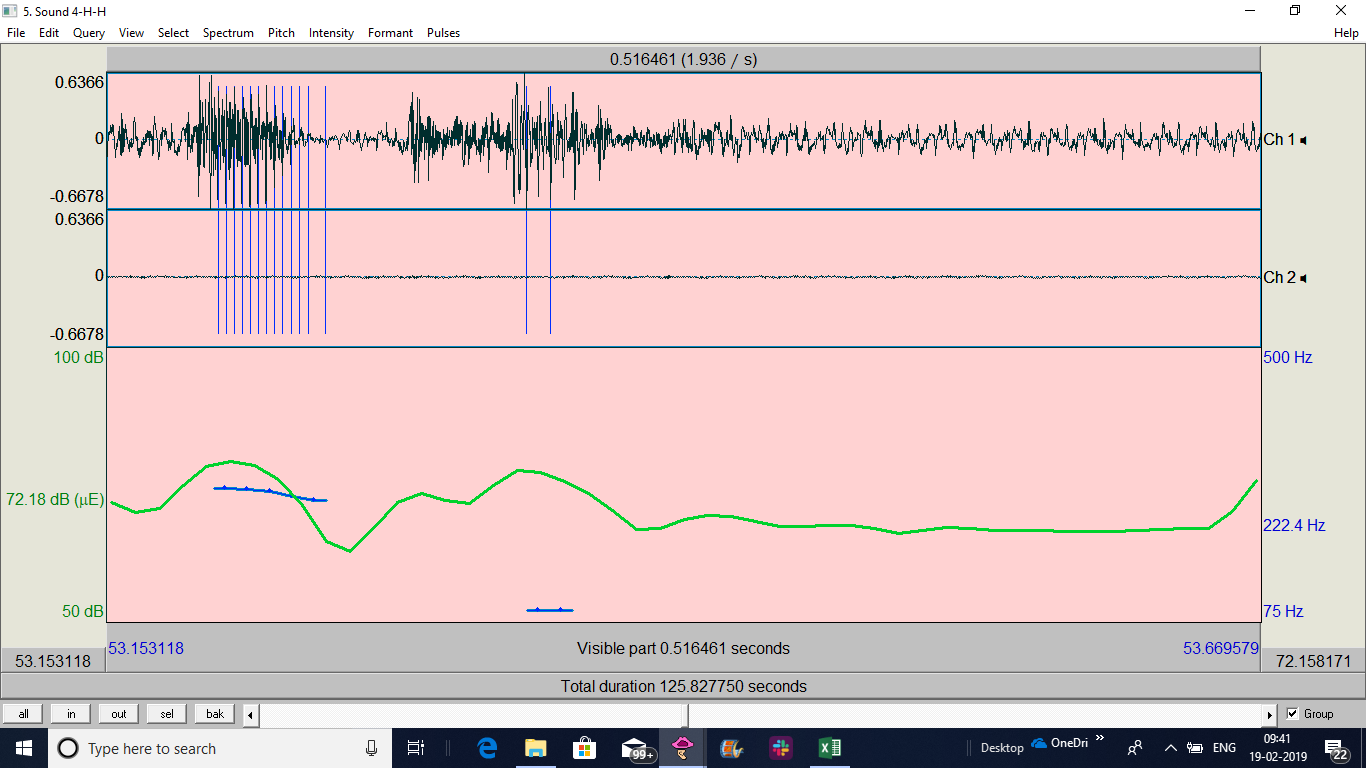 5. Sound 4-H-H
File Edit Query View Select Spectrum Pitch Intensity Formant Pulses Help
0.516461 (1.936 / s)
0.6366
0
Ch 1
-0.6678
0.6366
0
Ch 2
-0.6678
100 dB
500 Hz
72.18 dB (µE)
222.4 Hz
50 dB
75 Hz
53.153118 Visible part 0.516461 seconds 53.669579
53.153118
72.158171
Total duration 125.827750 seconds
all in out sel bak Group
Type here to search
99+
Desktop OneDri »
ENG
09:41
19-02-2019
22